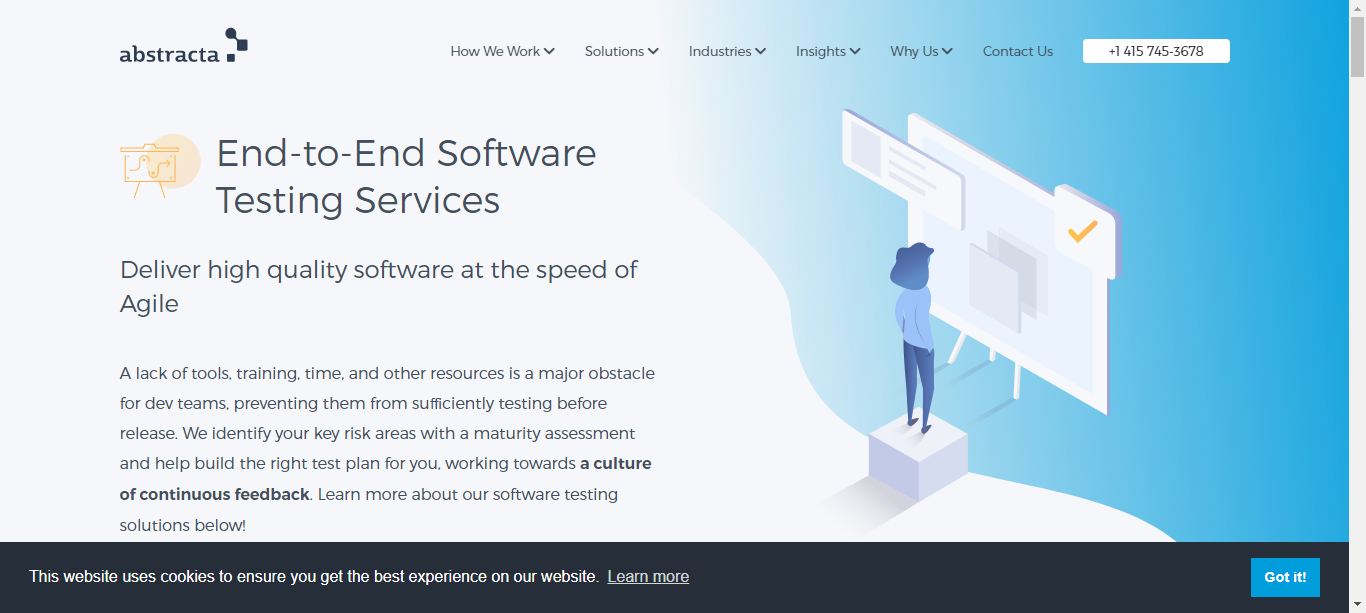 abstracta
How We Work
Solutions
Industries
Insights
Why Us
Contact Us
+1 415 745-3678
End-to-End Software
Testing Services
Deliver high quality software at the speed of
Agile
A lack of tools, training, time, and other resources is a major obstacle
for dev teams, preventing them from sufficiently testing before
release. We identify your key risk areas with a maturity assessment
and help build the right test plan for you, working towards a culture
of continuous feedback. Learn more about our software testing
solutions below!
This website uses cookies to ensure you get the best experience on our website. Learn more
Got it!